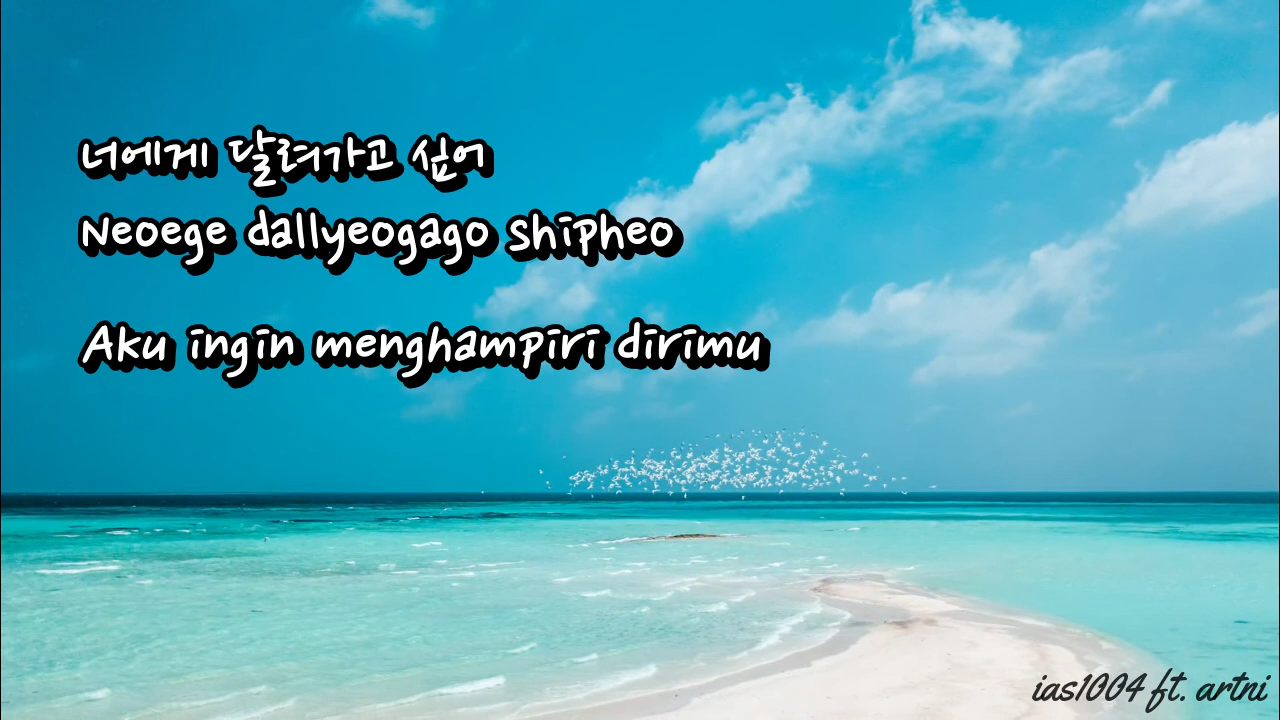 너에게 달려가고 싶어
Neoege dallyeogago shipheo
Aku ingin menghampiri dirimu
ias1004 ft. artni